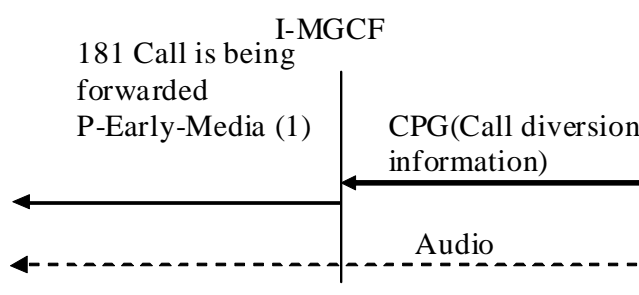 I-MGCF
181 Call is being
forwarded
P-Early-Media (1)
CPG(Call diversion
information)
Audio